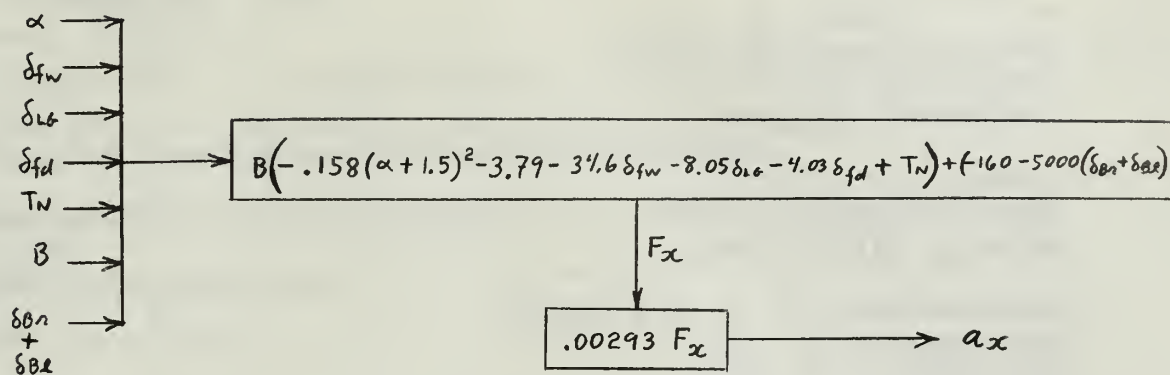 α
δfw
δLG
δfd
TN
B
δBr
+
δBl
B(-.158(α+1.5)²-3.79-34.6δfw-8.05δLG-4.03δfd+TN)+(-160-5000(δBr+δBl)
Fx
.00293 Fx
ax